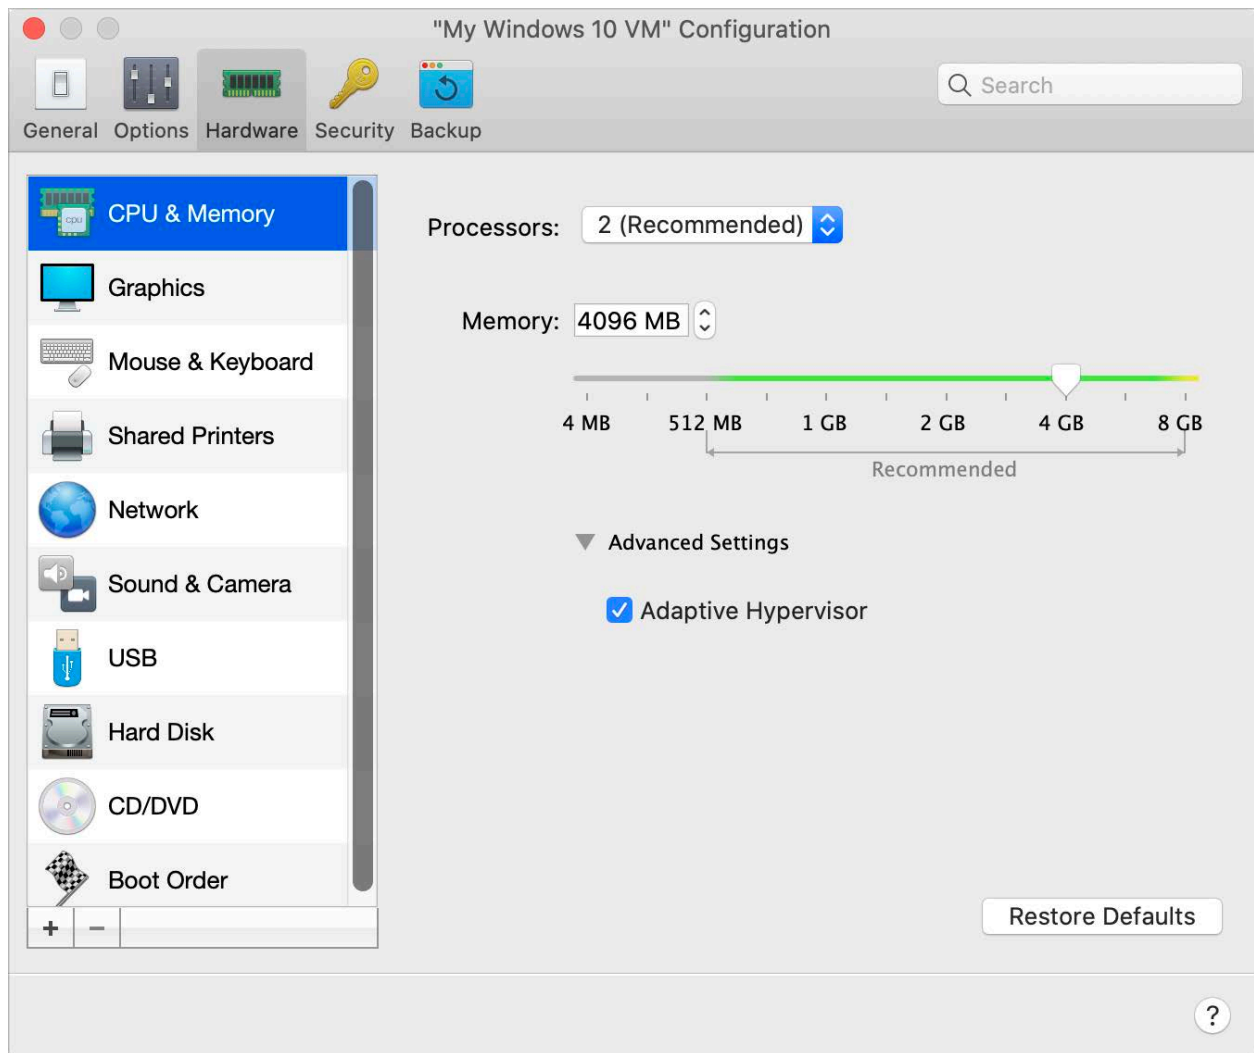 "My Windows 10 VM" Configuration
Search
General Options Hardware Security Backup
CPU & Memory
Graphics
Mouse & Keyboard
Shared Printers
Network
Sound & Camera
USB
Hard Disk
CD/DVD
Boot Order
+ −
Processors: 2 (Recommended)
Memory: 4096 MB
4 MB 512 MB 1 GB 2 GB 4 GB 8 GB
Recommended
Advanced Settings
Adaptive Hypervisor
Restore Defaults
?
cpu